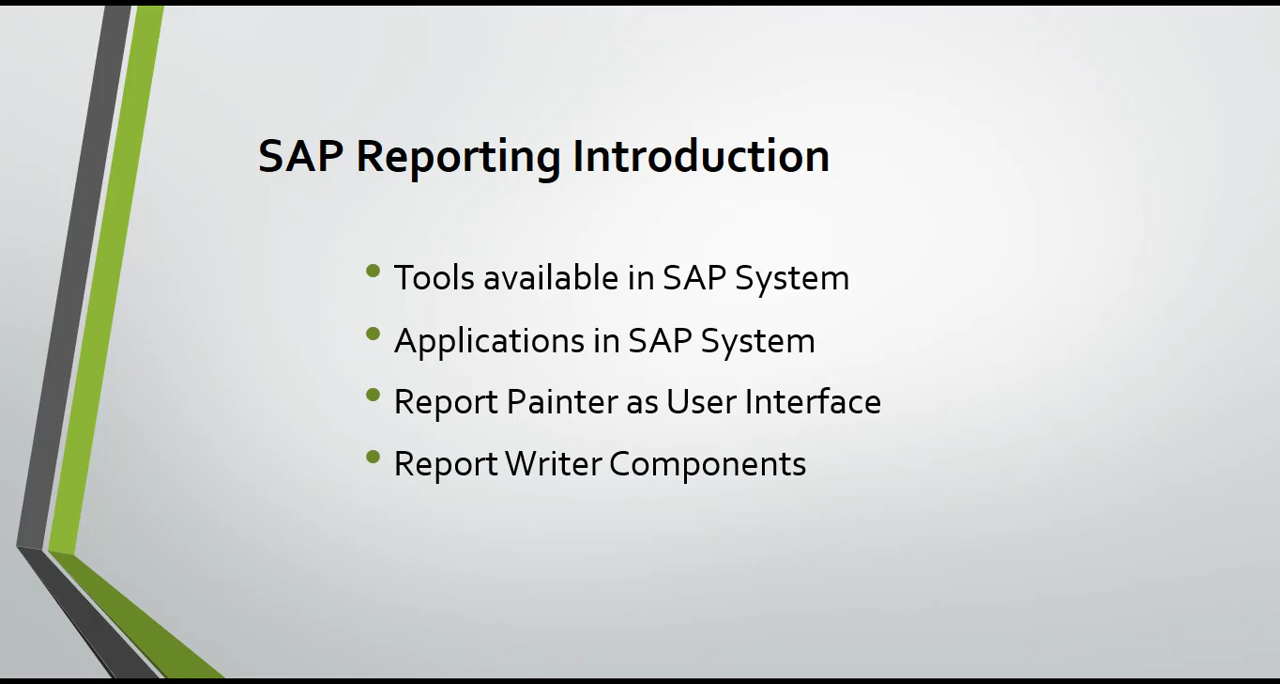 SAP Reporting Introduction
• Tools available in SAP System
• Applications in SAP System
• Report Painter as User Interface
• Report Writer Components